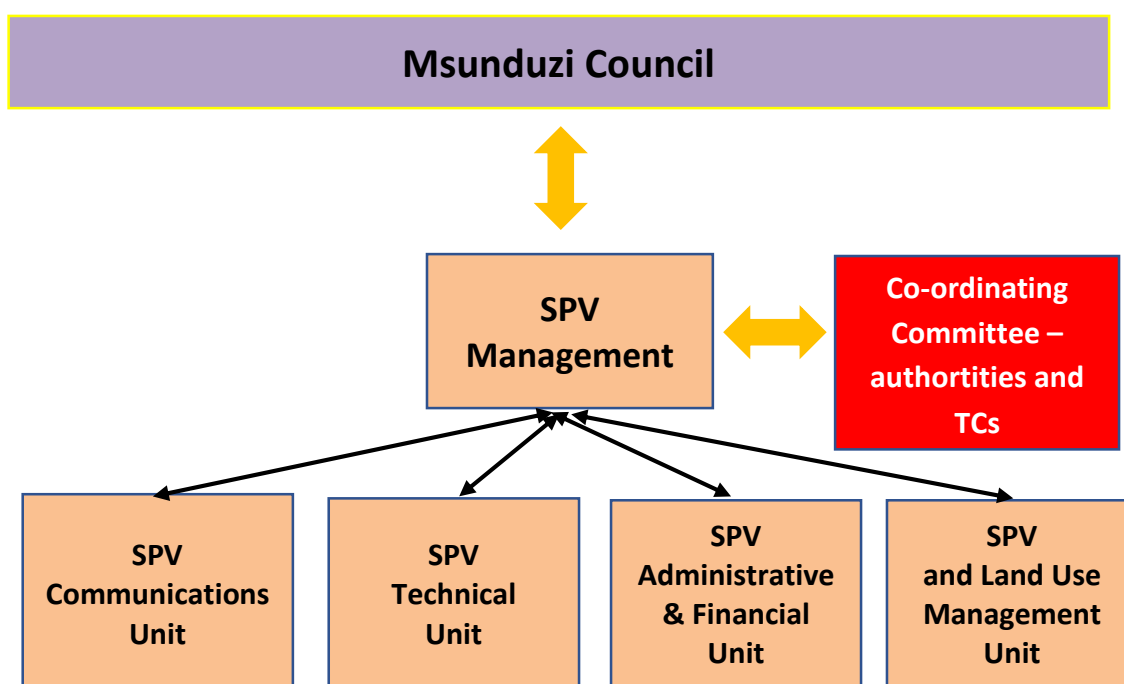 Msunduzi Council
SPV
Management
Co-ordinating
Committee –
authortities and
TCs
SPV
Communications
Unit
SPV
Technical
Unit
SPV
Administrative
& Financial
Unit
SPV
and Land Use
Management
Unit